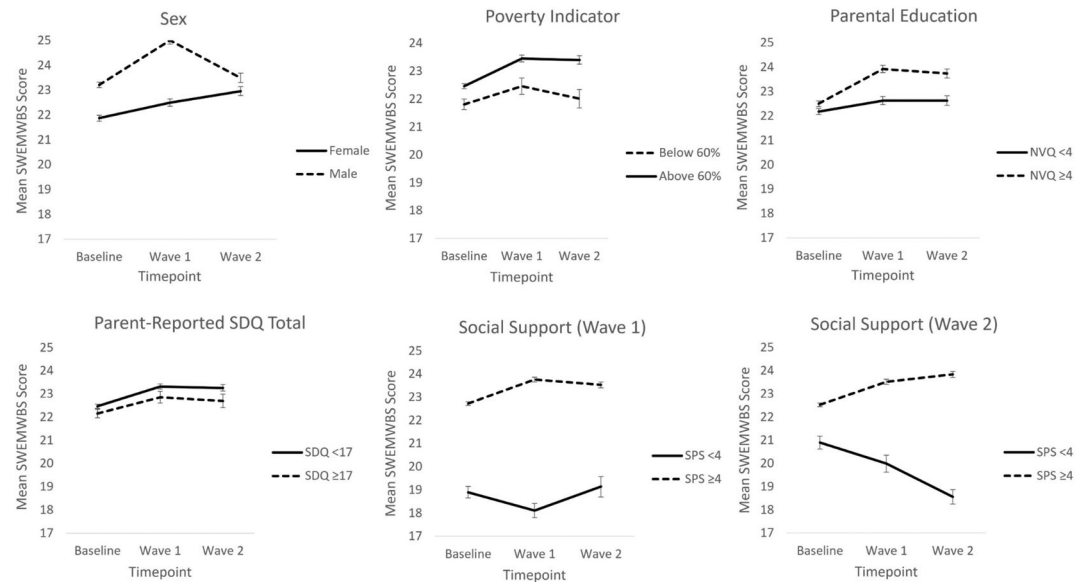 Sex
Mean SWEMWBS Score
25
24
23
22
21
20
19
18
17
Baseline
Wave 1
Wave 2
Timepoint
Female
Male
Poverty Indicator
Mean SWEMWBS Score
24
23
22
21
20
19
18
17
Baseline
Wave 1
Wave 2
Timepoint
Below 60%
Above 60%
Parental Education
Mean SWEMWBS Score
25
24
23
22
21
20
19
18
17
Baseline
Wave 1
Wave 2
Timepoint
NVQ <4
NVQ ≥4
Parent-Reported SDQ Total
Mean SWEMWBS Score
25
24
23
22
21
20
19
18
17
Baseline
Wave 1
Wave 2
Timepoint
SDQ <17
SDQ ≥17
Social Support (Wave 1)
Mean SWEMWBS Score
25
24
23
22
21
20
19
18
17
Baseline
Wave 1
Wave 2
Timepoint
SPS <4
SPS ≥4
Social Support (Wave 2)
Mean SWEMWBS Score
25
24
23
22
21
20
19
18
17
Baseline
Wave 1
Wave 2
Timepoint
SPS <4
SPS ≥4